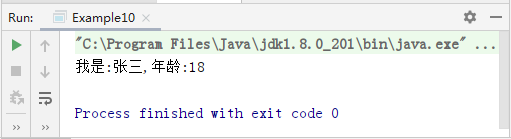 Run: Example10
"C:\Program Files\Java\jdk1.8.0_201\bin\java.exe" ...
我是:张三,年龄:18
Process finished with exit code 0